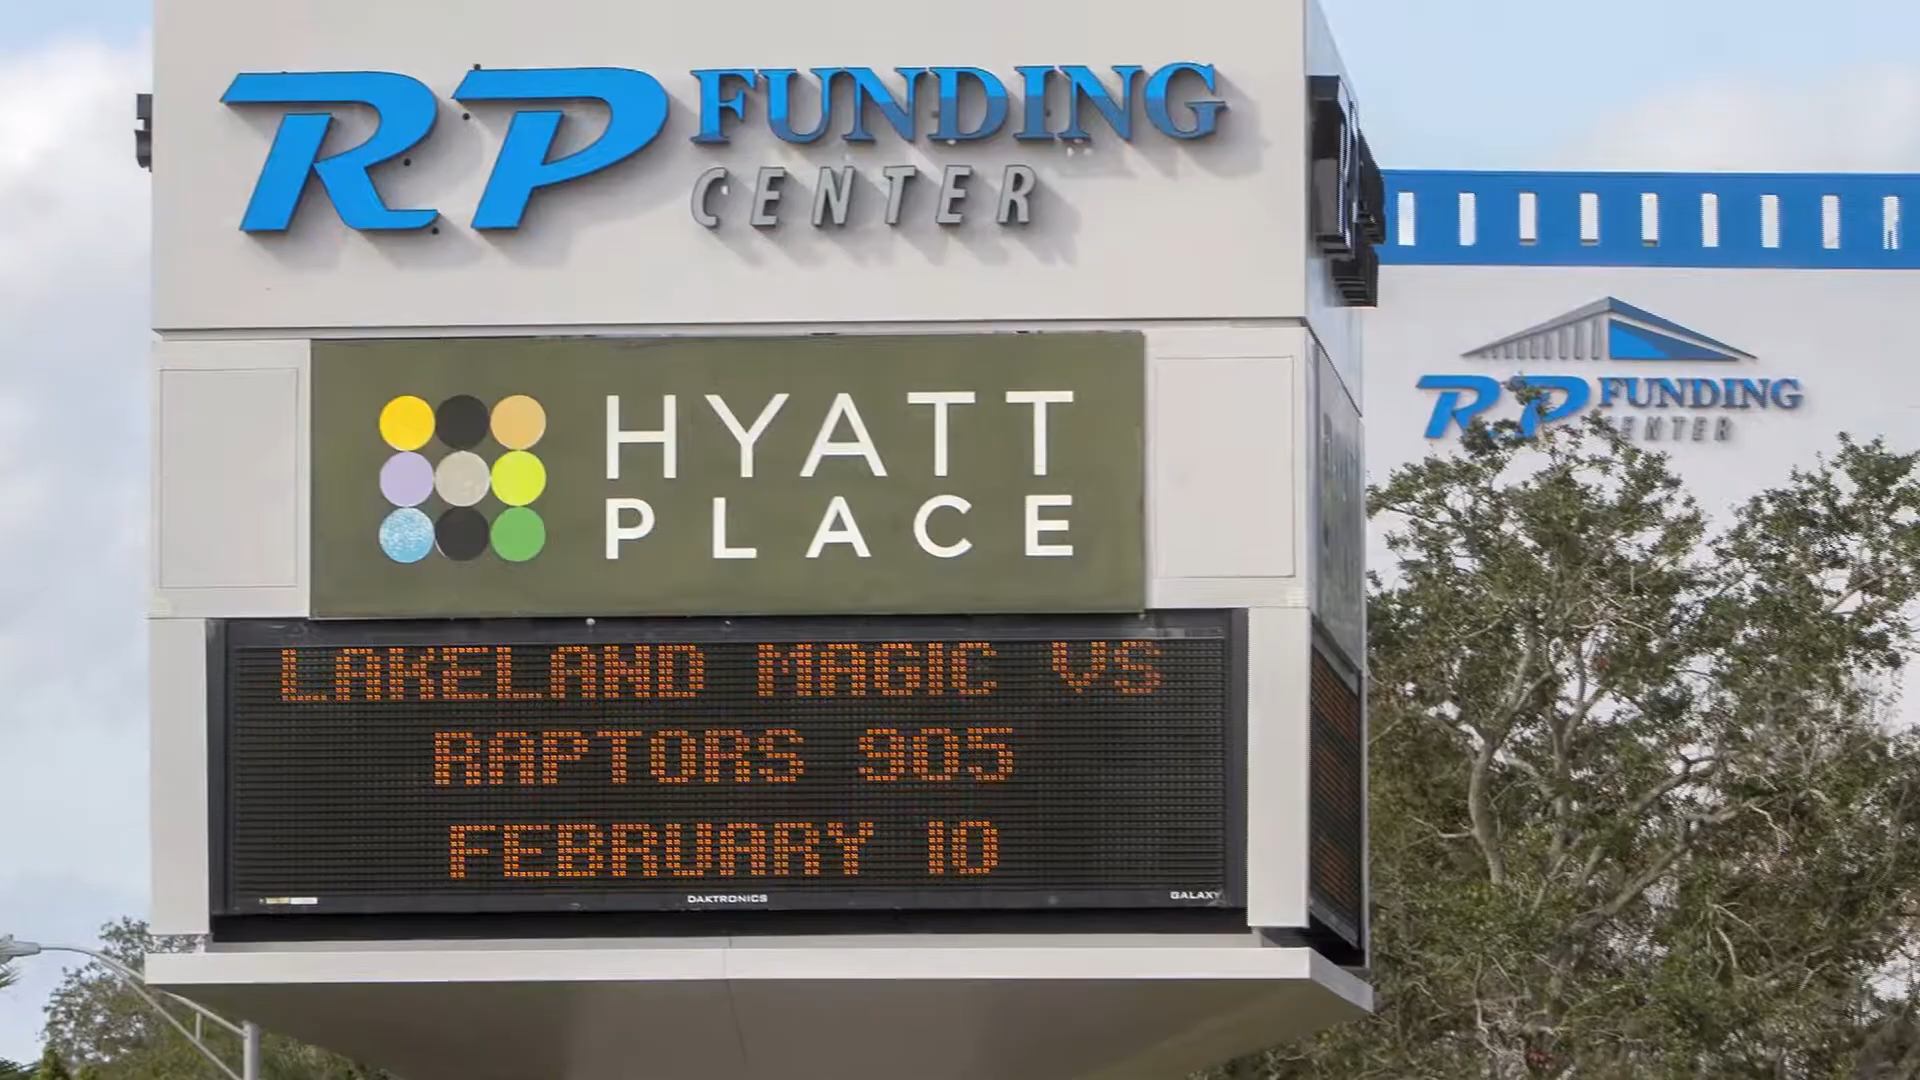 RP FUNDING
CENTER
HYATT
PLACE
LAKELAND MAGIC VS
RAPTORS 905
FEBRUARY 10
DAKTRONICS
GALAXY
RP FUNDING
CENTER